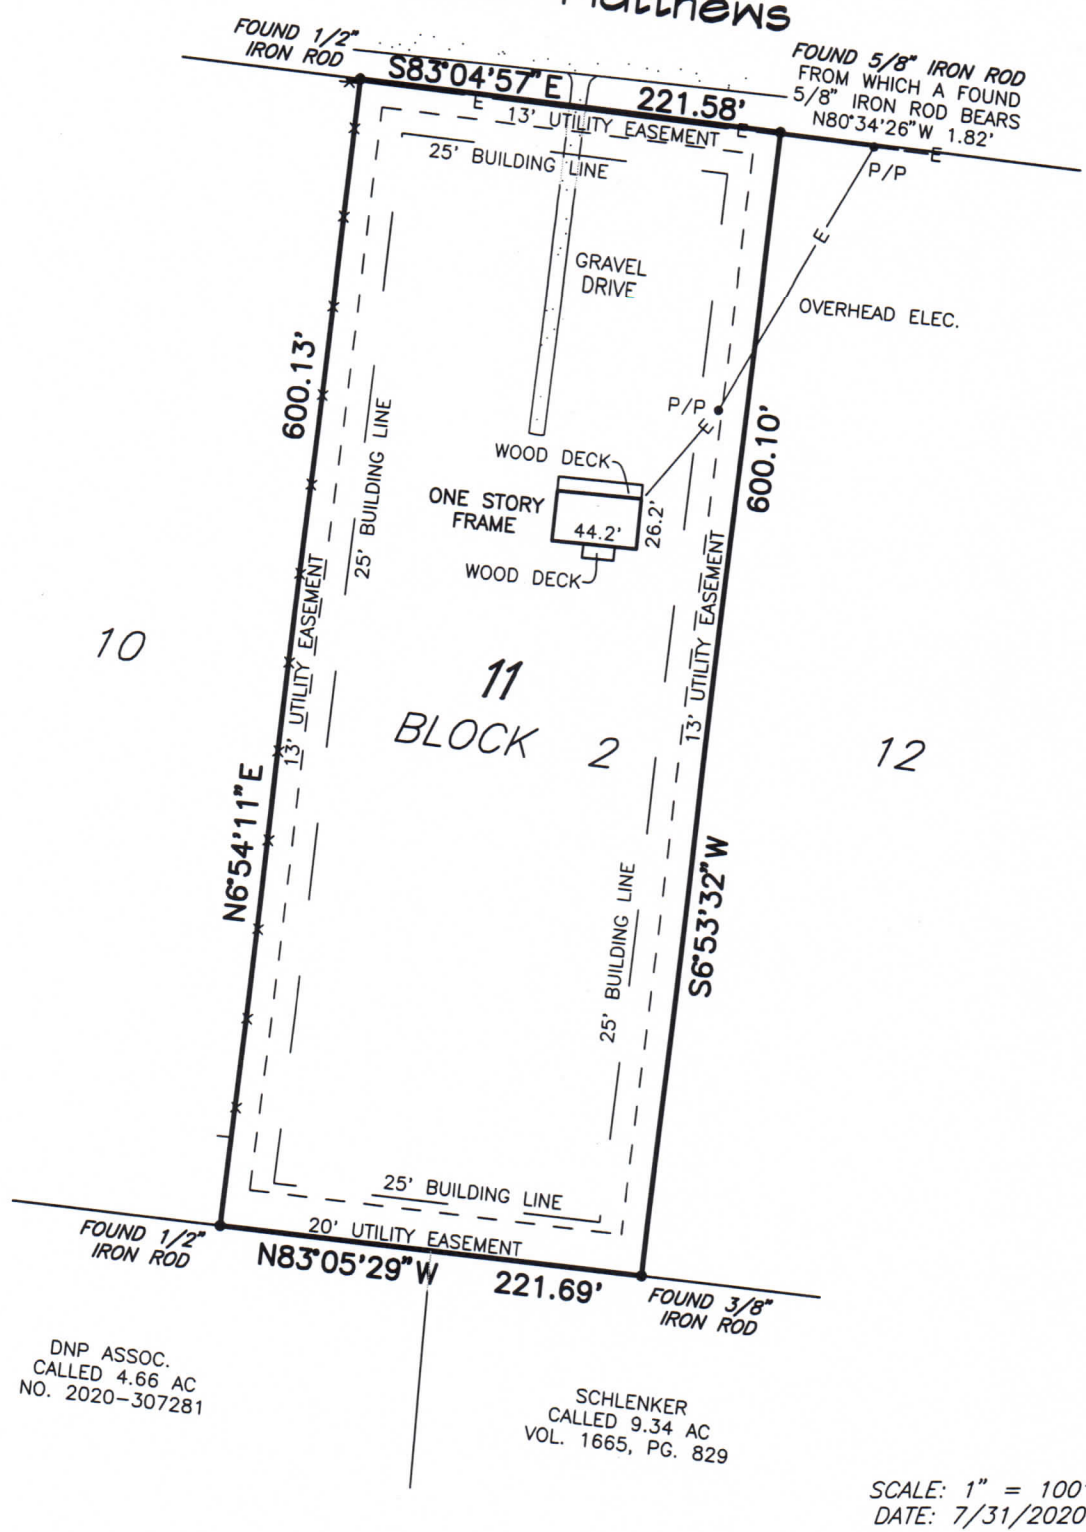 Matthews
FOUND 1/2"
IRON ROD
S83°04'57"E
221.58'
FOUND 5/8" IRON ROD
FROM WHICH A FOUND
5/8" IRON ROD BEARS
N80°34'26"W 1.82'
E
E
E
13' UTILITY EASEMENT
25' BUILDING LINE
P/P
E
GRAVEL
DRIVE
OVERHEAD ELEC.
600.13'
P/P
E
600.10'
25' BUILDING LINE
WOOD DECK
ONE STORY
FRAME
44.2'
26.2'
WOOD DECK
13' UTILITY EASEMENT
13' UTILITY EASEMENT
10
11
BLOCK 2
12
N6°54'11"E
S6°53'32"W
25' BUILDING LINE
25' BUILDING LINE
20' UTILITY EASEMENT
FOUND 1/2"
IRON ROD
N83°05'29"W
221.69'
FOUND 3/8"
IRON ROD
DNP ASSOC.
CALLED 4.66 AC
NO. 2020-307281
SCHLENKER
CALLED 9.34 AC
VOL. 1665, PG. 829
SCALE: 1" = 100'
DATE: 7/31/2020